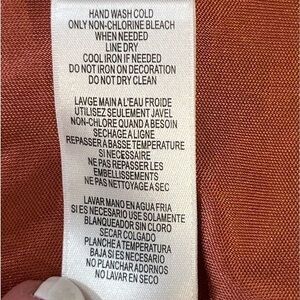 HAND WASH COLD
ONLY NON-CHLORINE BLEACH
WHEN NEEDED
LINE DRY
COOL IRON IF NEEDED
DO NOT IRON ON DECORATION
DO NOT DRY CLEAN
LAVGE MAIN A L'EAU FROIDE
UTILISEZ SEULEMENT JAVEL
NON-CHLORE QUAND A BESOIN
SECHAGE A LIGNE
REPASSER A BASSE TEMPERATURE
SI NECESSAIRE
NE PAS REPASSER LES
EMBELLISSEMENTS
NE PAS NETTOYAGE A SEC
LAVAR MANO EN AGUA FRIA
SI ES NECESARIO USE SOLAMENTE
BLANQUEADOR SIN CLORO
SECAR COLGADO
PLANCHE A TEMPERATURA
BAJA SI ES NECESARIO
NO PLANCHAR ADORNOS
NO LAVAR EN SECO